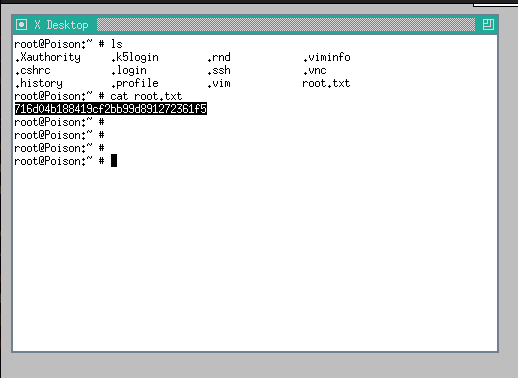 X Desktop
root@Poison:~ # ls
.Xauthority .k5login .rnd .viminfo
.cshrc .login .ssh .vnc
.history .profile .vim root.txt
root@Poison:~ # cat root.txt
716d04b188419cf2bb99d891272361f5
root@Poison:~ #
root@Poison:~ #
root@Poison:~ #
root@Poison:~ #